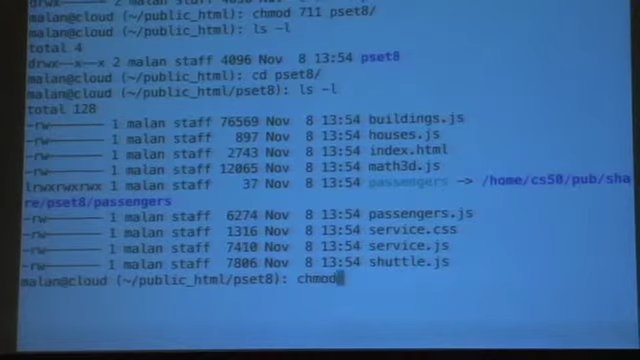 malan@cloud (~/public_html): chmod 711 pset8/
malan@cloud (~/public_html): ls -l
total 4
drwx--x--x 2 malan staff 4096 Nov  8 13:54 pset8
malan@cloud (~/public_html): cd pset8/
malan@cloud (~/public_html/pset8): ls -l
total 128
-rw------- 1 malan staff 76569 Nov  8 13:54 buildings.js
-rw------- 1 malan staff   897 Nov  8 13:54 houses.js
-rw------- 1 malan staff  2743 Nov  8 13:54 index.html
-rw------- 1 malan staff 12065 Nov  8 13:54 math3d.js
lrwxrwxrwx 1 malan staff    37 Nov  8 13:54 passengers -> /home/cs50/pub/sha
re/pset8/passengers
-rw------- 1 malan staff  6274 Nov  8 13:54 passengers.js
-rw------- 1 malan staff  1316 Nov  8 13:54 service.css
-rw------- 1 malan staff  7410 Nov  8 13:54 service.js
-rw------- 1 malan staff  7806 Nov  8 13:54 shuttle.js
malan@cloud (~/public_html/pset8): chmod